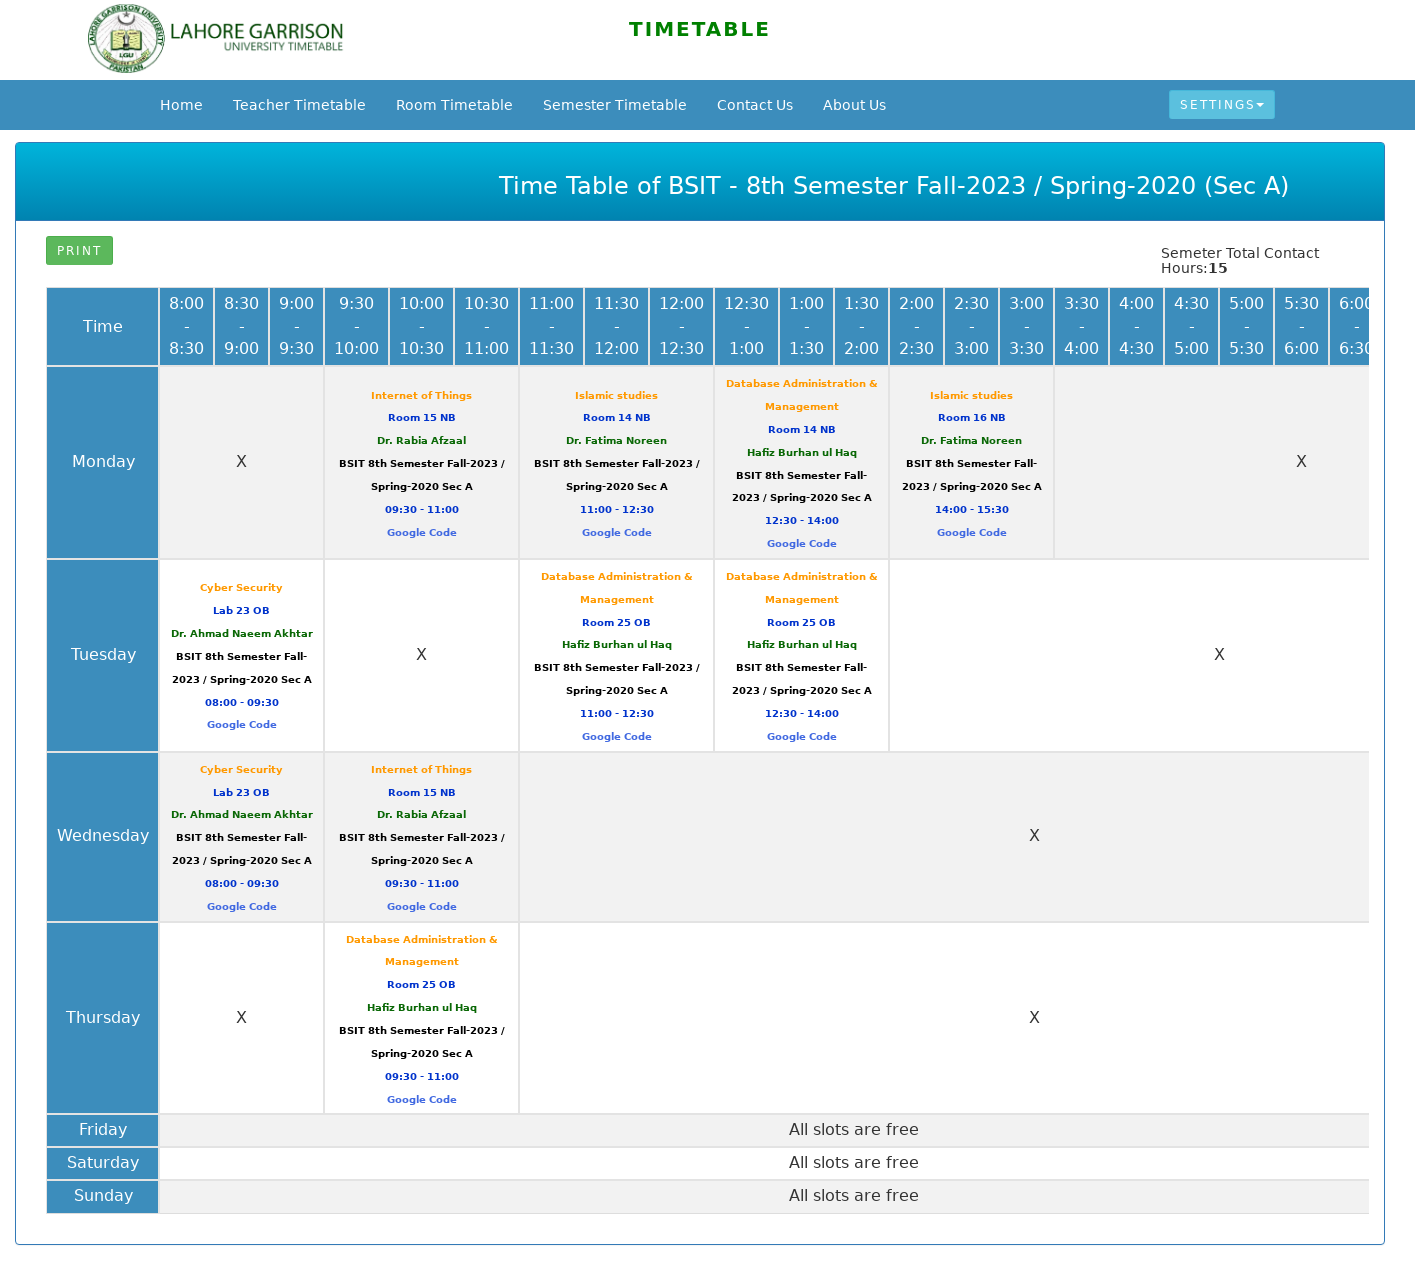 LAHORE GARRISON
UNIVERSITY TIMETABLE
TIMETABLE
Home Teacher Timetable Room Timetable Semester Timetable Contact Us About Us SETTINGS
Time Table of BSIT - 8th Semester Fall-2023 / Spring-2020 (Sec A)
PRINT
Semeter Total Contact
Hours:15
Time
8:00 - 8:30
8:30 - 9:00
9:00 - 9:30
9:30 - 10:00
10:00 - 10:30
10:30 - 11:00
11:00 - 11:30
11:30 - 12:00
12:00 - 12:30
12:30 - 1:00
1:00 - 1:30
1:30 - 2:00
2:00 - 2:30
2:30 - 3:00
3:00 - 3:30
3:30 - 4:00
4:00 - 4:30
4:30 - 5:00
5:00 - 5:30
5:30 - 6:00
6:00 - 6:30
Monday
X
Internet of Things
Room 15 NB
Dr. Rabia Afzaal
BSIT 8th Semester Fall-2023 /
Spring-2020 Sec A
09:30 - 11:00
Google Code
Islamic studies
Room 14 NB
Dr. Fatima Noreen
BSIT 8th Semester Fall-2023 /
Spring-2020 Sec A
11:00 - 12:30
Google Code
Database Administration &
Management
Room 14 NB
Hafiz Burhan ul Haq
BSIT 8th Semester Fall-
2023 / Spring-2020 Sec A
12:30 - 14:00
Google Code
Islamic studies
Room 16 NB
Dr. Fatima Noreen
BSIT 8th Semester Fall-
2023 / Spring-2020 Sec A
14:00 - 15:30
Google Code
X
Tuesday
Cyber Security
Lab 23 OB
Dr. Ahmad Naeem Akhtar
BSIT 8th Semester Fall-
2023 / Spring-2020 Sec A
08:00 - 09:30
Google Code
X
Database Administration &
Management
Room 25 OB
Hafiz Burhan ul Haq
BSIT 8th Semester Fall-2023 /
Spring-2020 Sec A
11:00 - 12:30
Google Code
Database Administration &
Management
Room 25 OB
Hafiz Burhan ul Haq
BSIT 8th Semester Fall-
2023 / Spring-2020 Sec A
12:30 - 14:00
Google Code
X
Wednesday
Cyber Security
Lab 23 OB
Dr. Ahmad Naeem Akhtar
BSIT 8th Semester Fall-
2023 / Spring-2020 Sec A
08:00 - 09:30
Google Code
Internet of Things
Room 15 NB
Dr. Rabia Afzaal
BSIT 8th Semester Fall-2023 /
Spring-2020 Sec A
09:30 - 11:00
Google Code
X
Thursday
X
Database Administration &
Management
Room 25 OB
Hafiz Burhan ul Haq
BSIT 8th Semester Fall-2023 /
Spring-2020 Sec A
09:30 - 11:00
Google Code
X
Friday
All slots are free
Saturday
All slots are free
Sunday
All slots are free